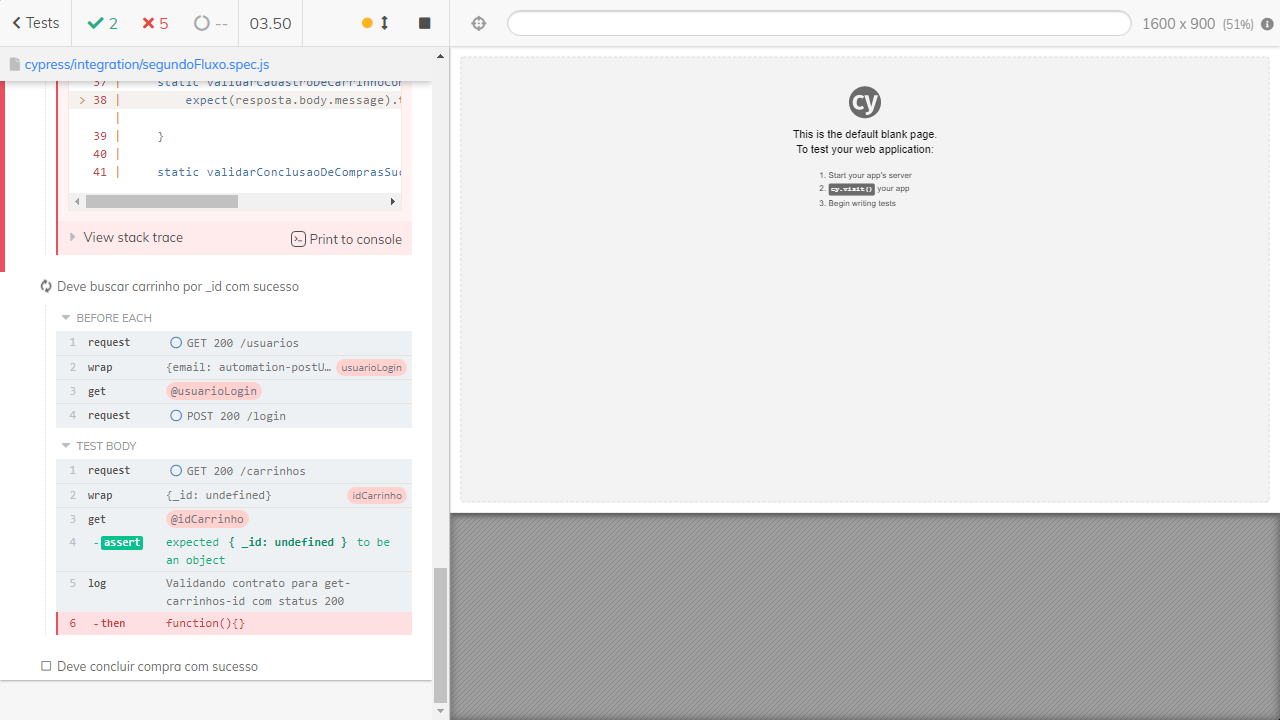 Tests
2
5
--
03.50
1600 x 900 (51%)
cypress/integration/segundoFluxo.spec.js
37 | static validarCadastroDeCarrinhoCo
> 38 | expect(resposta.body.message).t
|
39 | }
40 |
41 | static validarConclusaoDeComprasSuc
View stack trace
Print to console
Deve buscar carrinho por _id com sucesso
BEFORE EACH
1 request GET 200 /usuarios
2 wrap {email: automation-postU… usuarioLogin
3 get @usuarioLogin
4 request POST 200 /login
TEST BODY
1 request GET 200 /carrinhos
2 wrap {_id: undefined} idCarrinho
3 get @idCarrinho
4 -assert expected { _id: undefined } to be
an object
5 log Validando contrato para get-
carrinhos-id com status 200
6 -then function(){}
Deve concluir compra com sucesso
cy
This is the default blank page.
To test your web application:
1. Start your app's server
2. cy.visit() your app
3. Begin writing tests